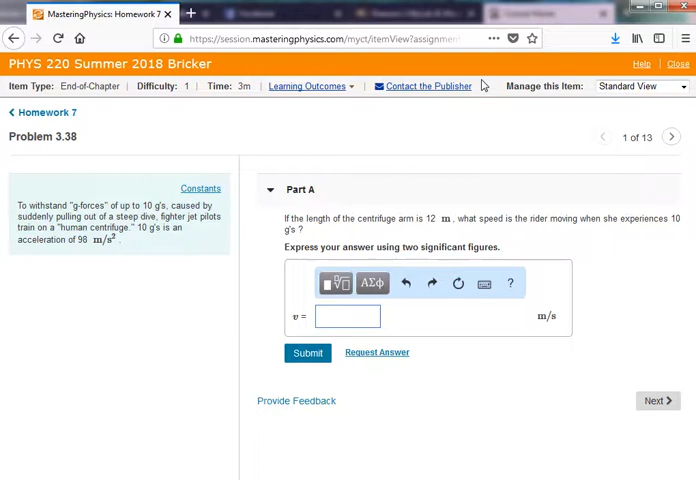 MasteringPhysics: Homework 7
https://session.masteringphysics.com/myct/itemView?assignment
PHYS 220 Summer 2018 Bricker
Help | Close
Item Type: End-of-Chapter Difficulty: 1 Time: 3m Learning Outcomes Contact the Publisher Manage this Item: Standard View
Homework 7
Problem 3.38
1 of 13
Constants
To withstand "g-forces" of up to 10 g's, caused by
suddenly pulling out of a steep dive, fighter jet pilots
train on a "human centrifuge." 10 g's is an
acceleration of 98 m/s² .
Part A
If the length of the centrifuge arm is 12 m, what speed is the rider moving when she experiences 10
g's ?
Express your answer using two significant figures.
ΑΣφ
?
v =
m/s
Submit
Request Answer
Provide Feedback
Next